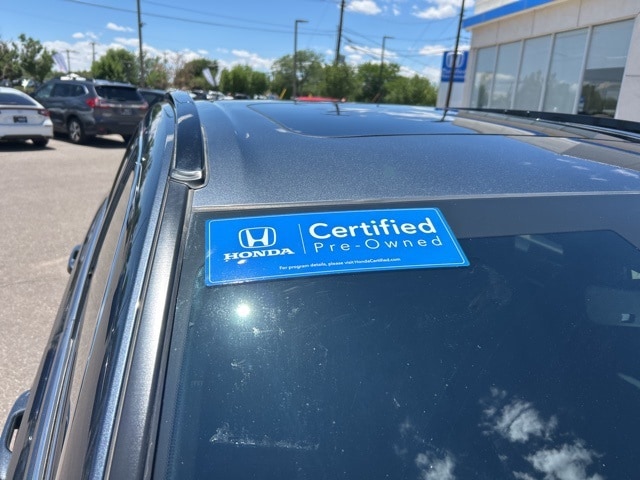 HONDA
Certified
Pre-Owned
For program details, please visit HondaCertified.com